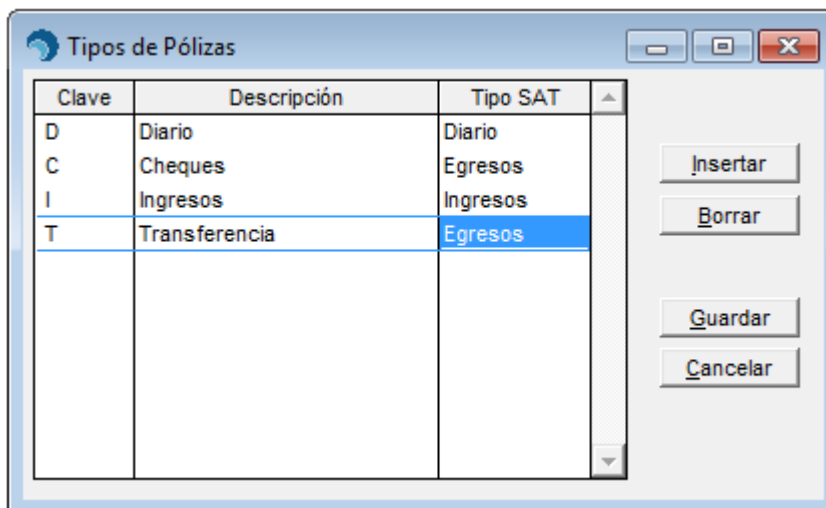 Tipos de Pólizas
Clave Descripción Tipo SAT
D Diario Diario
C Cheques Egresos
I Ingresos Ingresos
T Transferencia Egresos
Insertar
Borrar
Guardar
Cancelar